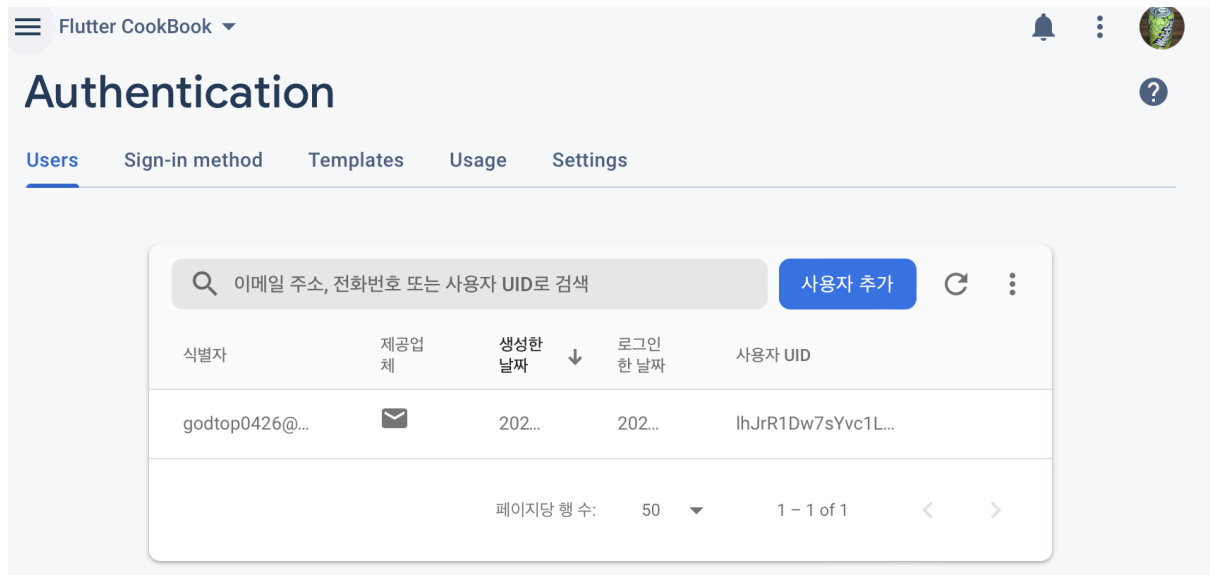 Flutter CookBook
Authentication
?
Users Sign-in method Templates Usage Settings
이메일 주소, 전화번호 또는 사용자 UID로 검색 사용자 추가
식별자 제공업체 생성한 날짜 로그인한 날짜 사용자 UID
godtop0426@... 202... 202... lhJrR1Dw7sYvc1L...
페이지당 행 수: 50 1 – 1 of 1